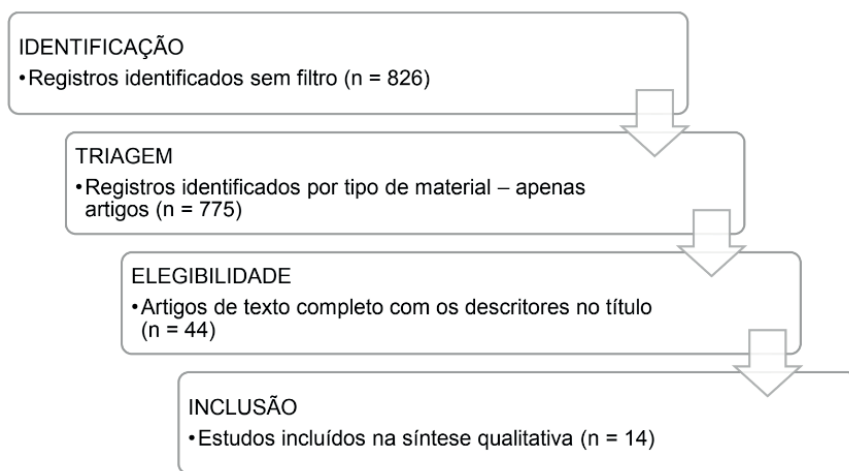 IDENTIFICAÇÃO
•Registros identificados sem filtro (n = 826)
TRIAGEM
•Registros identificados por tipo de material – apenas
artigos (n = 775)
ELEGIBILIDADE
•Artigos de texto completo com os descritores no título
(n = 44)
INCLUSÃO
•Estudos incluídos na síntese qualitativa (n = 14)